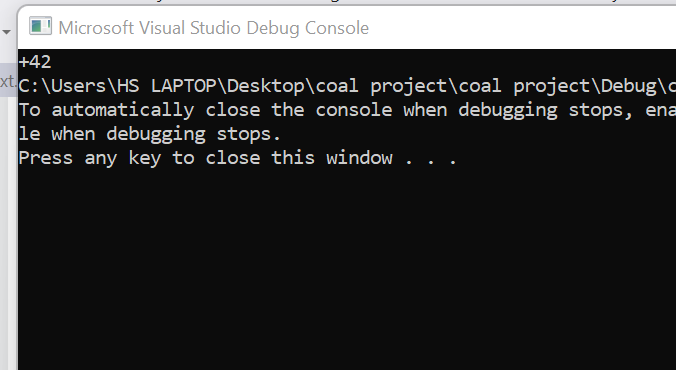 Microsoft Visual Studio Debug Console
+42
C:\Users\HS LAPTOP\Desktop\coal project\coal project\Debug\c
To automatically close the console when debugging stops, ena
le when debugging stops.
Press any key to close this window . . .
xt.